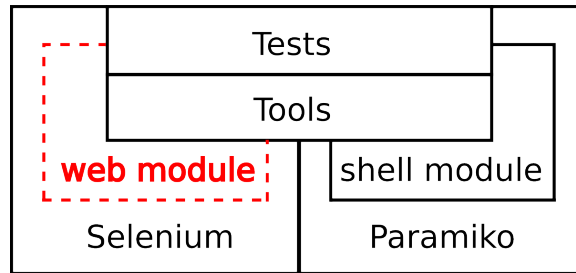 Tests
Tools
web module
shell module
Selenium
Paramiko